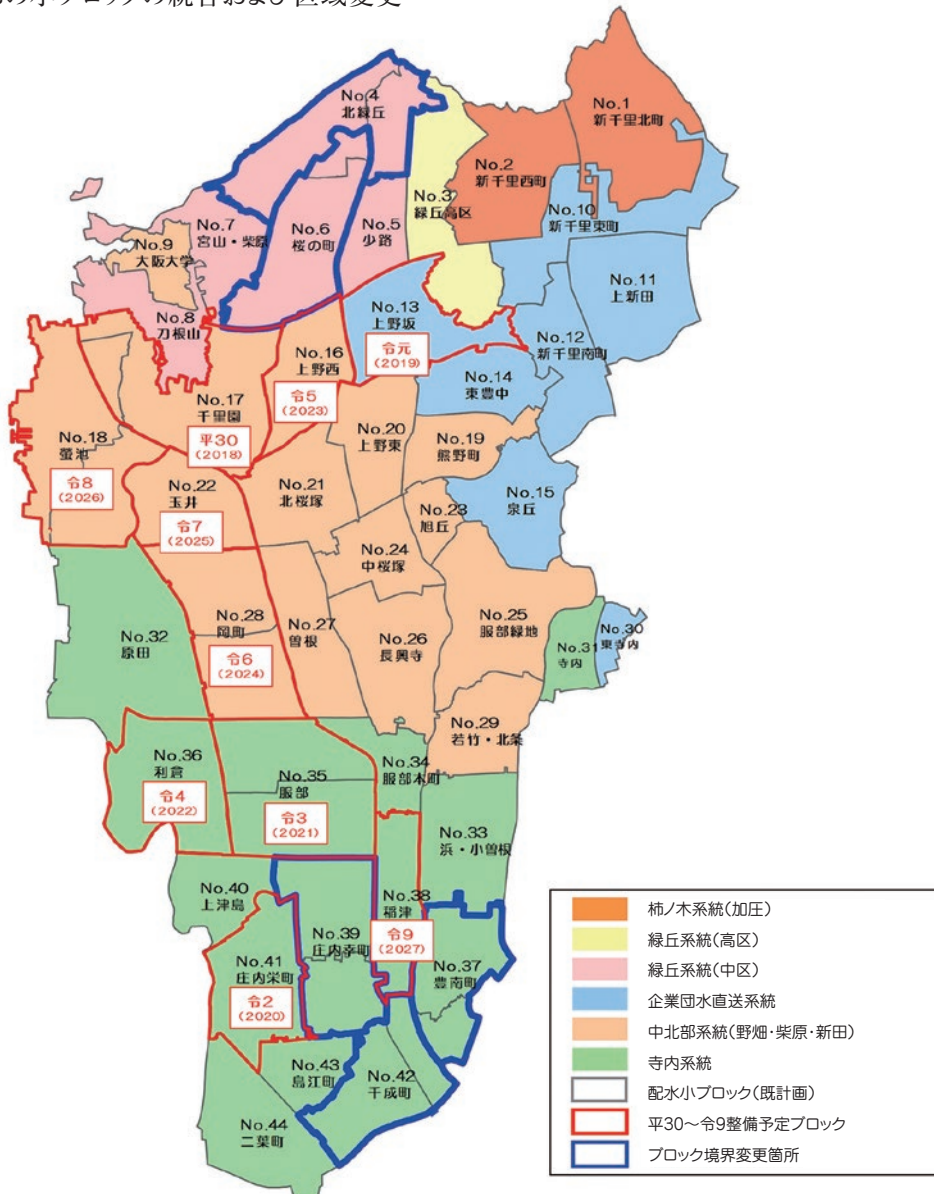 の小ブロックの統合および区域変更
No.4
北緑丘
No.1
新千里北町
No.2
新千里西町
No.3
緑丘高区
No.10
新千里東町
No.7
宮山・柴原
No.6
桜の町
No.5
少路
No.9
大阪大学
No.11
上新田
No.8
刀根山
No.13
上野坂
令元
(2019)
No.12
新千里南町
No.16
上野西
令5
(2023)
No.14
東豊中
No.17
千里園
平30
(2018)
No.20
上野東
No.19
熊野町
No.18
螢池
令8
(2026)
No.22
玉井
令7
(2025)
No.21
北桜塚
No.15
泉丘
No.23
旭丘
No.24
中桜塚
No.25
服部緑地
No.28
岡町
令6
(2024)
No.27
曽根
No.26
長興寺
No.30
東寺内
No.31
寺内
No.32
原田
No.29
若竹・北条
No.36
利倉
令4
(2022)
No.35
服部
令3
(2021)
No.34
服部本町
No.33
浜・小曽根
No.40
上津島
No.38
稲津
令9
(2027)
No.39
庄内幸町
No.41
庄内栄町
令2
(2020)
No.37
豊南町
No.43
島江町
No.42
千成町
No.44
二葉町
柿ノ木系統(加圧)
緑丘系統(高区)
緑丘系統(中区)
企業団水直送系統
中北部系統(野畑・柴原・新田)
寺内系統
配水小ブロック(既計画)
平30～令9整備予定ブロック
ブロック境界変更箇所